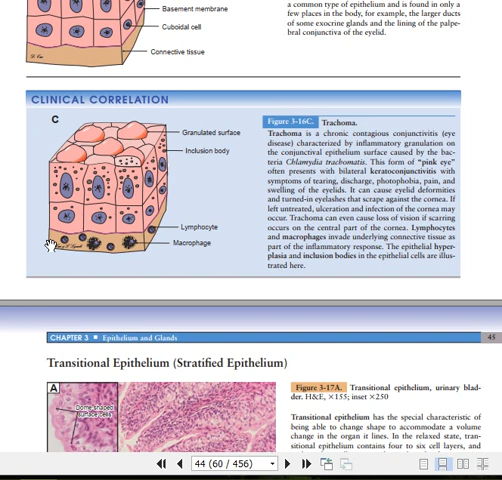 Basement membrane
Cuboidal cell
Connective tissue
a common type of epithelium and is found in only a
few places in the body, for example, the larger ducts
of some exocrine glands and the lining of the palpe-
bral conjunctiva of the eyelid.
CLINICAL CORRELATION
C
Granulated surface
Inclusion body
Lymphocyte
Macrophage
Figure 3-16C. Trachoma.
Trachoma is a chronic contagious conjunctivitis (eye
disease) characterized by inflammatory granulation on
the conjunctival epithelium surface caused by the bac-
teria Chlamydia trachomatis. This form of “pink eye”
often presents with bilateral keratoconjunctivitis with
symptoms of tearing, discharge, photophobia, pain, and
swelling of the eyelids. It can cause eyelid deformities
and turned-in eyelashes that scrape against the cornea. If
left untreated, ulceration and infection of the cornea may
occur. Trachoma can even cause loss of vision if scarring
occurs on the central part of the cornea. Lymphocytes
and macrophages invade underlying connective tissue as
part of the inflammatory response. The epithelial hyper-
plasia and inclusion bodies in the epithelial cells are illus-
trated here.
CHAPTER 3 ■ Epithelium and Glands
45
Transitional Epithelium (Stratified Epithelium)
A
Dome-shaped
surface cells
Figure 3-17A. Transitional epithelium, urinary blad-
der. H&E, ×155; inset ×250
Transitional epithelium has the special characteristic of
being able to change shape to accommodate a volume
change in the organ it lines. In the relaxed state, tran-
sitional epithelium contains four to six cell layers, and
44 (60 / 456)